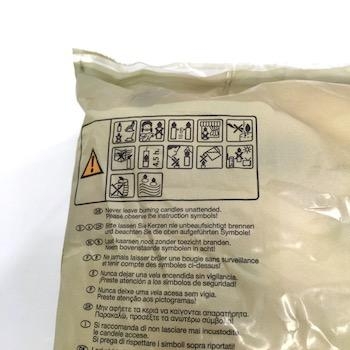 4,5 h.
GB Never leave burning candles unattended.
Please observe the instruction symbols!
Bitte lassen Sie Kerzen nie unbeaufsichtigt brennen
und beachten Sie die oben aufgeführten Symbole!
Laat kaarsen nooit zonder toezicht branden.
Neem bovenstaande symbolen in acht!
F Ne jamais laisser brûler une bougie sans surveillance
et tenir compte des symboles ci-dessus!
E Nunca dejar una vela encendida sin vigilancia.
Preste atención a los símbolos de seguridad!
P Nunca deixe uma vela acesa sem vigia.
Preste atenção aos pictogramas!
GR Μην αφήνετε τα κεριά να καίγονται απαρατήρητα.
Παρακαλώ, προσέτε τα ανωτέρω σύμβολα!
I Si raccomanda di non lasciare mai incustodite
le candele accese.
Si prega di rispettare i simboli sopra riportati!